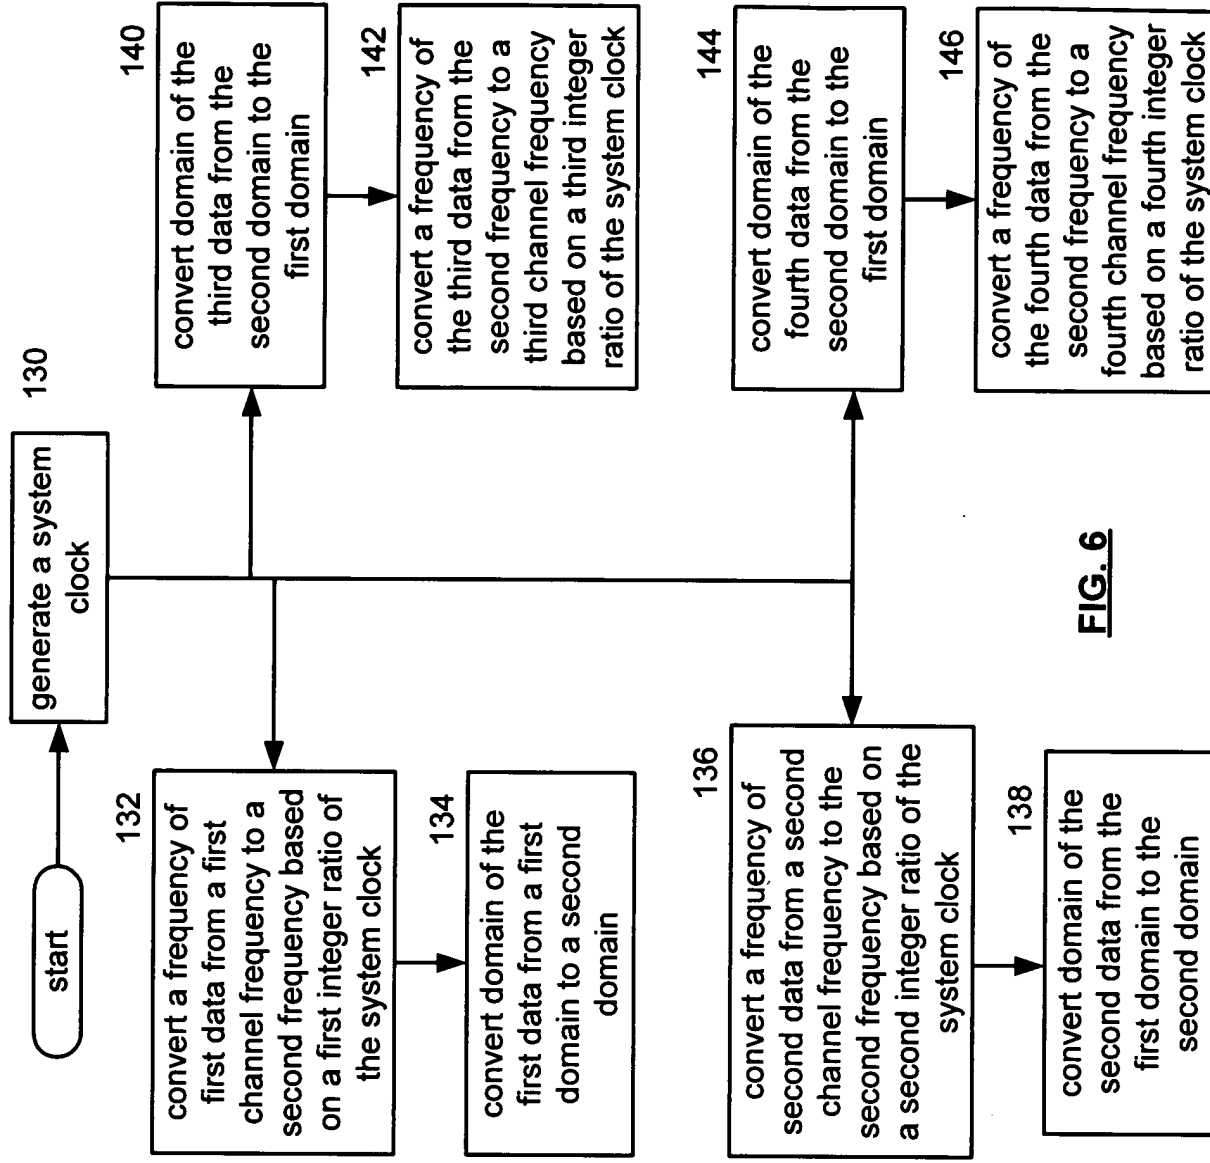 start
130
generate a system
clock
132
convert a frequency of
first data from a first
channel frequency to a
second frequency based
on a first integer ratio of
the system clock
134
convert domain of the
first data from a first
domain to a second
domain
140
convert domain of the
third data from the
second domain to the
first domain
142
convert a frequency of
the third data from the
second frequency to a
third channel frequency
based on a third integer
ratio of the system clock
136
convert a frequency of
second data from a second
channel frequency to the
second frequency based on
a second integer ratio of the
system clock
138
convert domain of the
second data from the
first domain to the
second domain
144
convert domain of the
fourth data from the
second domain to the
first domain
146
convert a frequency of
the fourth data from the
second frequency to a
fourth channel frequency
based on a fourth integer
ratio of the system clock
FIG. 6